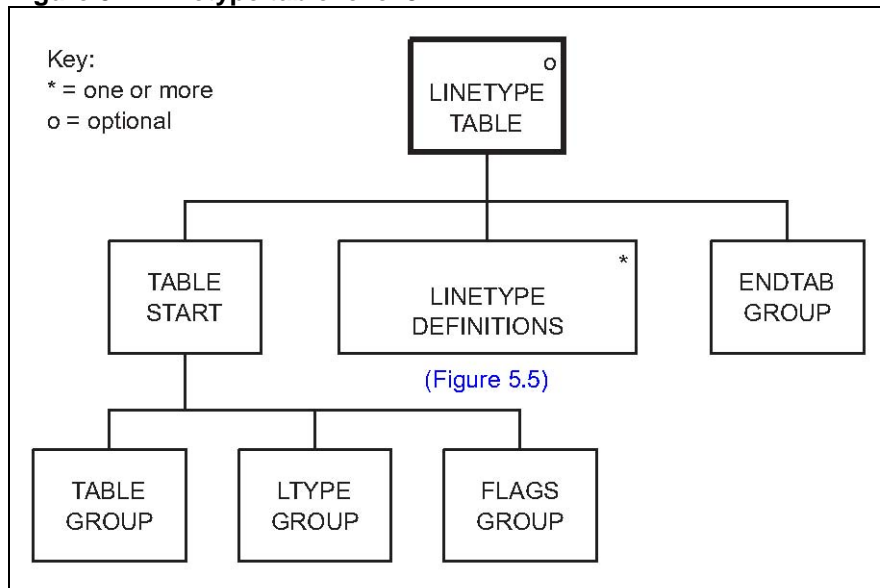 Key:
* = one or more
o = optional
o
LINETYPE
TABLE
TABLE
START
*
LINETYPE
DEFINITIONS
ENDTAB
GROUP
(Figure 5.5)
TABLE
GROUP
LTYPE
GROUP
FLAGS
GROUP